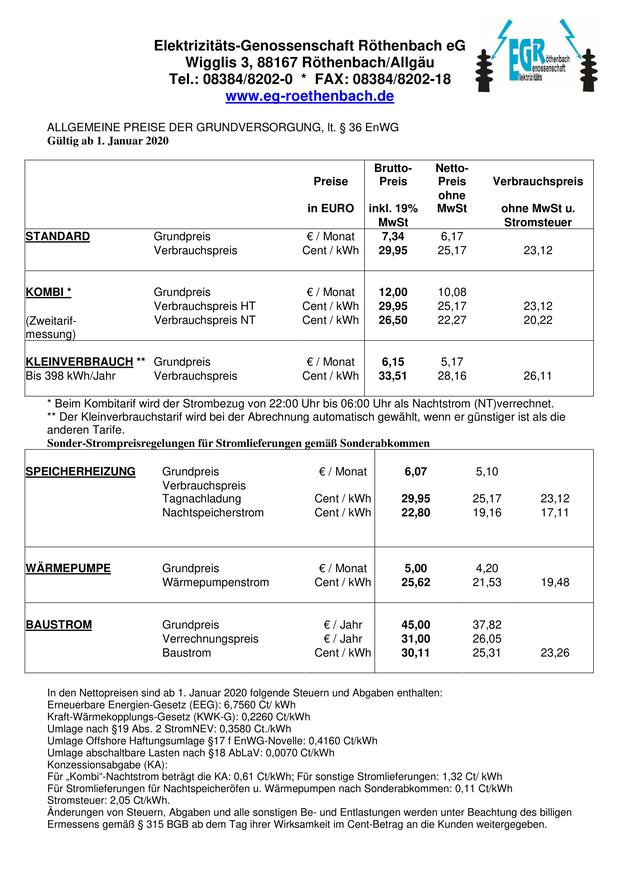 Elektrizitäts-Genossenschaft Röthenbach eG
Wigglis 3, 88167 Röthenbach/Allgäu
Tel.: 08384/8202-0 * FAX: 08384/8202-18
www.eg-roethenbach.de
EGR
Röthenbach
Genossenschaft
Elektrizitäts
ALLGEMEINE PREISE DER GRUNDVERSORGUNG, lt. § 36 EnWG
Gültig ab 1. Januar 2020
Brutto- Netto-
Preise Preis Preis Verbrauchspreis
ohne
in EURO inkl. 19% MwSt ohne MwSt u.
MwSt Stromsteuer
STANDARD Grundpreis € / Monat 7,34 6,17
Verbrauchspreis Cent / kWh 29,95 25,17 23,12
KOMBI * Grundpreis € / Monat 12,00 10,08
Verbrauchspreis HT Cent / kWh 29,95 25,17 23,12
(Zweitarif- Verbrauchspreis NT Cent / kWh 26,50 22,27 20,22
messung)
KLEINVERBRAUCH ** Grundpreis € / Monat 6,15 5,17
Bis 398 kWh/Jahr Verbrauchspreis Cent / kWh 33,51 28,16 26,11
* Beim Kombitarif wird der Strombezug von 22:00 Uhr bis 06:00 Uhr als Nachtstrom (NT)verrechnet.
** Der Kleinverbrauchstarif wird bei der Abrechnung automatisch gewählt, wenn er günstiger ist als die
anderen Tarife.
Sonder-Strompreisregelungen für Stromlieferungen gemäß Sonderabkommen
SPEICHERHEIZUNG Grundpreis € / Monat 6,07 5,10
Verbrauchspreis
Tagnachladung Cent / kWh 29,95 25,17 23,12
Nachtspeicherstrom Cent / kWh 22,80 19,16 17,11
WÄRMEPUMPE Grundpreis € / Monat 5,00 4,20
Wärmepumpenstrom Cent / kWh 25,62 21,53 19,48
BAUSTROM Grundpreis € / Jahr 45,00 37,82
Verrechnungspreis € / Jahr 31,00 26,05
Baustrom Cent / kWh 30,11 25,31 23,26
In den Nettopreisen sind ab 1. Januar 2020 folgende Steuern und Abgaben enthalten:
Erneuerbare Energien-Gesetz (EEG): 6,7560 Ct/ kWh
Kraft-Wärmekopplungs-Gesetz (KWK-G): 0,2260 Ct/kWh
Umlage nach §19 Abs. 2 StromNEV: 0,3580 Ct./kWh
Umlage Offshore Haftungsumlage §17 f EnWG-Novelle: 0,4160 Ct/kWh
Umlage abschaltbare Lasten nach §18 AbLaV: 0,0070 Ct/kWh
Konzessionsabgabe (KA):
Für „Kombi“-Nachtstrom beträgt die KA: 0,61 Ct/kWh; Für sonstige Stromlieferungen: 1,32 Ct/ kWh
Für Stromlieferungen für Nachtspeicheröfen u. Wärmepumpen nach Sonderabkommen: 0,11 Ct/kWh
Stromsteuer: 2,05 Ct/kWh.
Änderungen von Steuern, Abgaben und alle sonstigen Be- und Entlastungen werden unter Beachtung des billigen
Ermessens gemäß § 315 BGB ab dem Tag ihrer Wirksamkeit im Cent-Betrag an die Kunden weitergegeben.